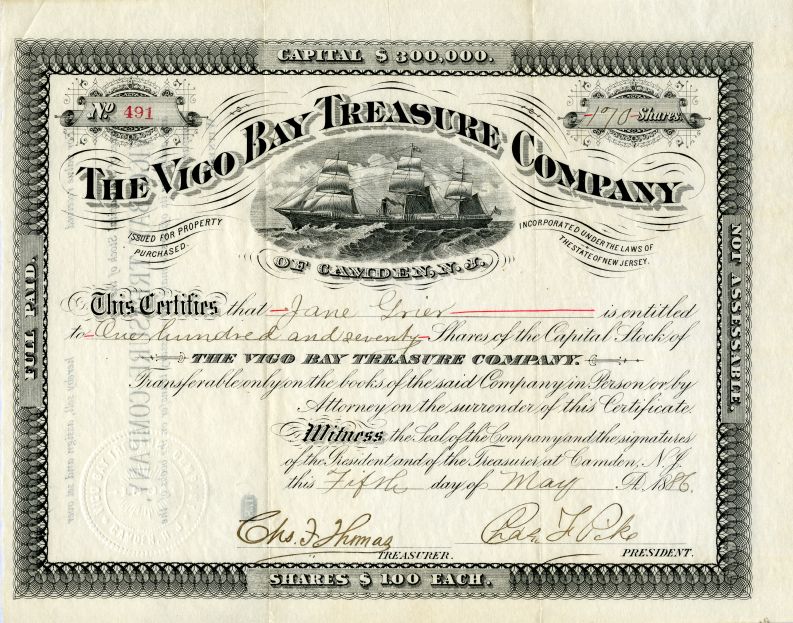 CAPITAL $ 300,000.
No 491
-170- Shares.
THE VIGO BAY TREASURE COMPANY
ISSUED FOR PROPERTY
PURCHASED.
INCORPORATED UNDER THE LAWS OF
THE STATE OF NEW JERSEY.
OF CAMDEN, N. J.
FULL PAID.
NOT ASSESSABLE.
This Certifies that Jane Grier is entitled
to One hundred and seventy Shares of the Capital Stock of
THE VIGO BAY TREASURE COMPANY.
Transferable only on the books of the said Company in Person or by
Attorney on the surrender of this Certificate.
Witness the Seal of the Company and the signatures
of the President and of the Treasurer at Camden, N. J.
this Fifth day of May A.D. 1886.
Chs. F. Thomas
TREASURER.
Chas F. Pike
PRESIDENT.
SHARES $ 1.00 EACH.